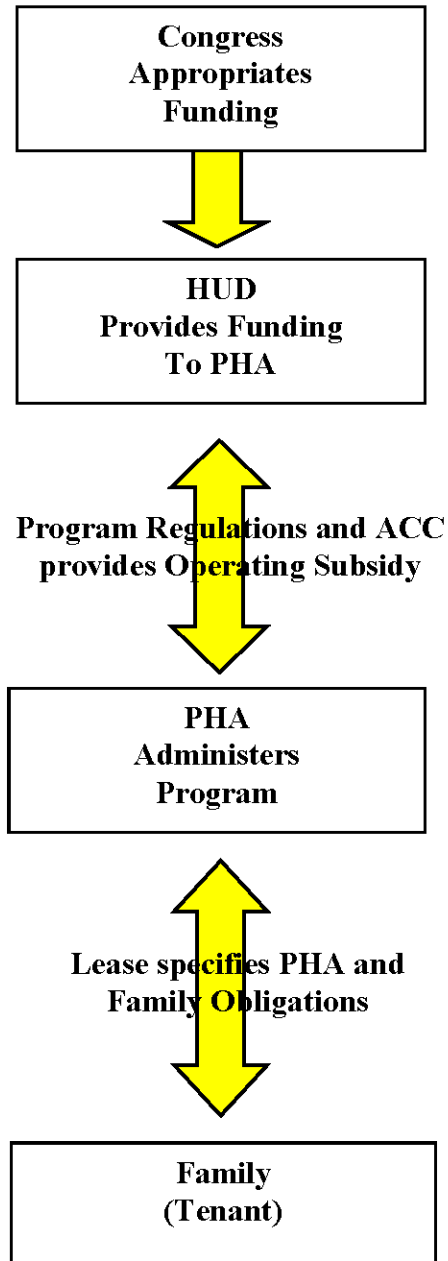 Congress
Appropriates
Funding
HUD
Provides Funding
To PHA
Program Regulations and ACC
provides Operating Subsidy
PHA
Administers
Program
Lease specifies PHA and
Family Obligations
Family
(Tenant)